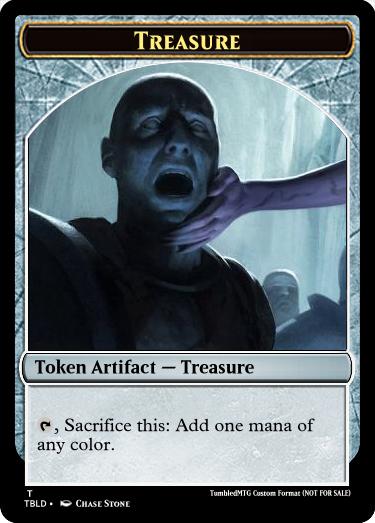 TREASURE
Token Artifact — Treasure
, Sacrifice this: Add one mana of
any color.
T
TBLD • CHASE STONE
TumbledMTG Custom Format (NOT FOR SALE)